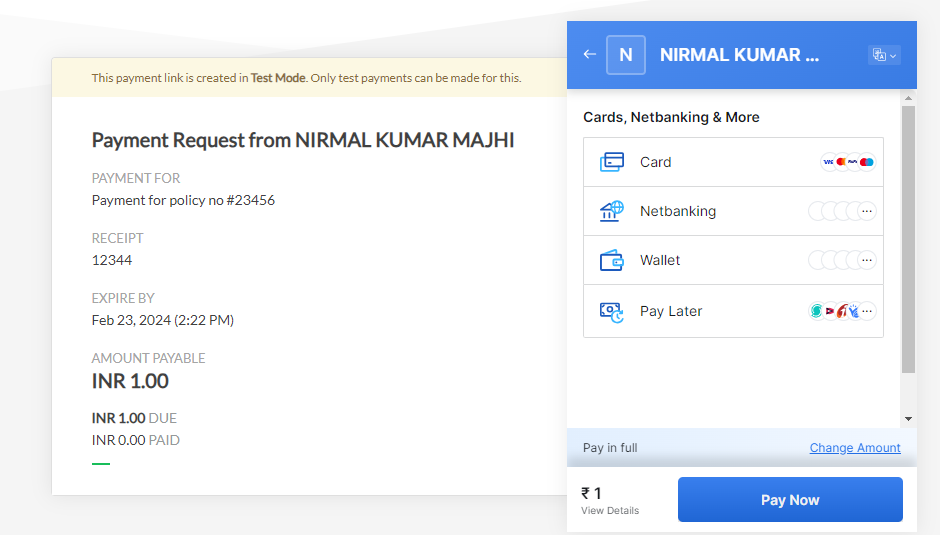 This payment link is created in Test Mode. Only test payments can be made for this.
Payment Request from NIRMAL KUMAR MAJHI
PAYMENT FOR
Payment for policy no #23456
RECEIPT
12344
EXPIRE BY
Feb 23, 2024 (2:22 PM)
AMOUNT PAYABLE
INR 1.00
INR 1.00 DUE
INR 0.00 PAID
N NIRMAL KUMAR ...
Cards, Netbanking & More
Card VISA
Netbanking
Wallet
Pay Later
Pay in full Change Amount
₹ 1
View Details
Pay Now